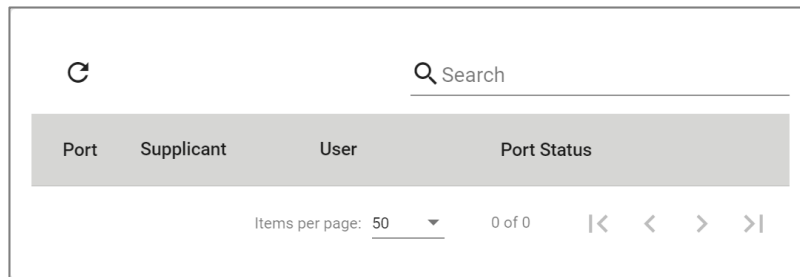 Search
Port Supplicant User Port Status
Items per page: 50 0 of 0